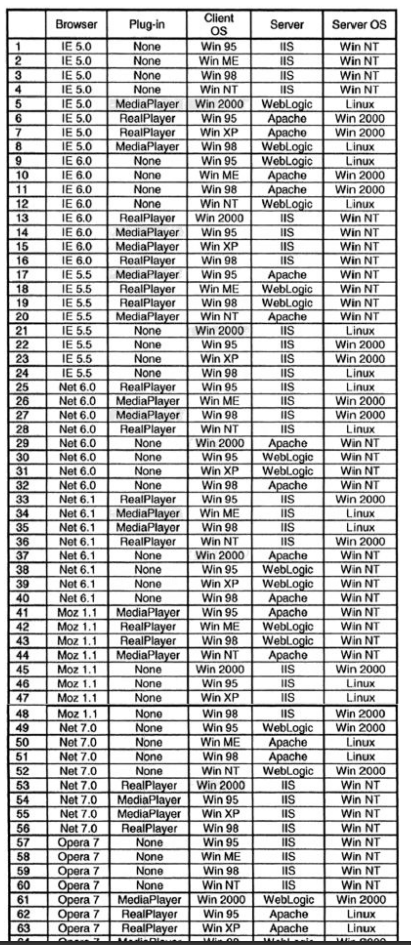 Browser Plug-in Client OS Server Server OS
1 IE 5.0 None Win 95 IIS Win NT
2 IE 5.0 None Win ME IIS Win NT
3 IE 5.0 None Win 98 IIS Win NT
4 IE 5.0 None Win NT IIS Win NT
5 IE 5.0 MediaPlayer Win 2000 WebLogic Linux
6 IE 5.0 RealPlayer Win 95 Apache Win 2000
7 IE 5.0 RealPlayer Win XP Apache Win 2000
8 IE 5.0 MediaPlayer Win 98 WebLogic Linux
9 IE 6.0 None Win 95 WebLogic Linux
10 IE 6.0 None Win ME Apache Win 2000
11 IE 6.0 None Win 98 Apache Win 2000
12 IE 6.0 None Win NT WebLogic Linux
13 IE 6.0 RealPlayer Win 2000 IIS Win NT
14 IE 6.0 MediaPlayer Win 95 IIS Win NT
15 IE 6.0 MediaPlayer Win XP IIS Win NT
16 IE 6.0 RealPlayer Win 98 IIS Win NT
17 IE 5.5 MediaPlayer Win 95 Apache Win NT
18 IE 5.5 RealPlayer Win ME WebLogic Win NT
19 IE 5.5 RealPlayer Win 98 WebLogic Win NT
20 IE 5.5 MediaPlayer Win NT Apache Win NT
21 IE 5.5 None Win 2000 IIS Linux
22 IE 5.5 None Win 95 IIS Win 2000
23 IE 5.5 None Win XP IIS Win 2000
24 IE 5.5 None Win 98 IIS Linux
25 Net 6.0 RealPlayer Win 95 IIS Linux
26 Net 6.0 MediaPlayer Win ME IIS Win 2000
27 Net 6.0 MediaPlayer Win 98 IIS Win 2000
28 Net 6.0 RealPlayer Win NT IIS Linux
29 Net 6.0 None Win 2000 Apache Win NT
30 Net 6.0 None Win 95 WebLogic Win NT
31 Net 6.0 None Win XP WebLogic Win NT
32 Net 6.0 None Win 98 Apache Win NT
33 Net 6.1 RealPlayer Win 95 IIS Win 2000
34 Net 6.1 MediaPlayer Win ME IIS Linux
35 Net 6.1 MediaPlayer Win 98 IIS Linux
36 Net 6.1 RealPlayer Win NT IIS Win 2000
37 Net 6.1 None Win 2000 Apache Win NT
38 Net 6.1 None Win 95 WebLogic Win NT
39 Net 6.1 None Win XP WebLogic Win NT
40 Net 6.1 None Win 98 Apache Win NT
41 Moz 1.1 MediaPlayer Win 95 Apache Win NT
42 Moz 1.1 RealPlayer Win ME WebLogic Win NT
43 Moz 1.1 RealPlayer Win 98 WebLogic Win NT
44 Moz 1.1 MediaPlayer Win NT Apache Win NT
45 Moz 1.1 None Win 2000 IIS Win 2000
46 Moz 1.1 None Win 95 IIS Linux
47 Moz 1.1 None Win XP IIS Linux
48 Moz 1.1 None Win 98 IIS Win 2000
49 Net 7.0 None Win 95 WebLogic Win 2000
50 Net 7.0 None Win ME Apache Linux
51 Net 7.0 None Win 98 Apache Linux
52 Net 7.0 None Win NT WebLogic Win 2000
53 Net 7.0 RealPlayer Win 2000 IIS Win NT
54 Net 7.0 MediaPlayer Win 95 IIS Win NT
55 Net 7.0 MediaPlayer Win XP IIS Win NT
56 Net 7.0 RealPlayer Win 98 IIS Win NT
57 Opera 7 None Win 95 IIS Win NT
58 Opera 7 None Win ME IIS Win NT
59 Opera 7 None Win 98 IIS Win NT
60 Opera 7 None Win NT IIS Win NT
61 Opera 7 MediaPlayer Win 2000 WebLogic Win 2000
62 Opera 7 RealPlayer Win 95 Apache Linux
63 Opera 7 RealPlayer Win XP Apache Linux